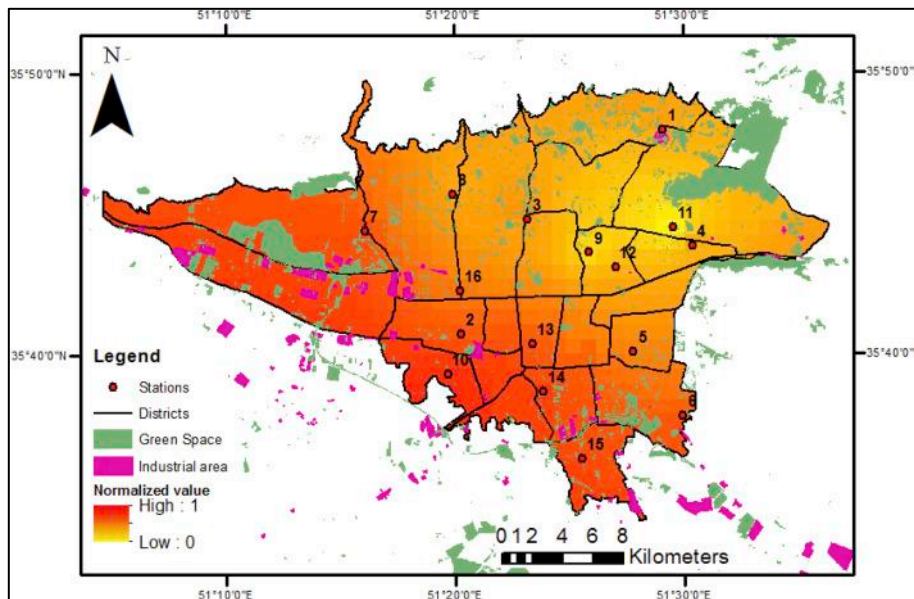 51°10'0"E 51°20'0"E 51°30'0"E
35°50'0"N 35°50'0"N
N
1
8
3
11
7
4
9
12
16
2
13
5
35°40'0"N 35°40'0"N
10
14
6
15
Legend
Stations
Districts
Green Space
Industrial area
Normalized value
High : 1
Low : 0
0 1 2 4 6 8
Kilometers
51°10'0"E 51°20'0"E 51°30'0"E